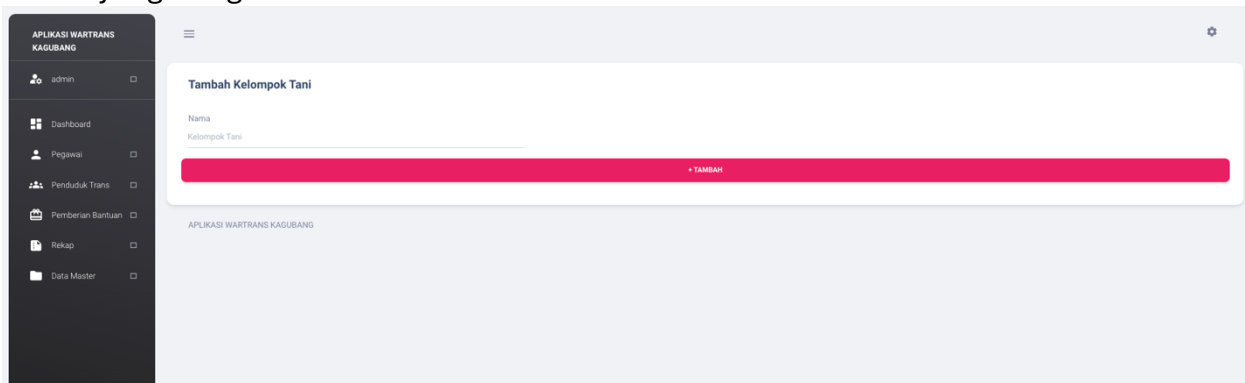 APLIKASI WARTRANS
KAGUBANG
admin
Dashboard
Pegawai
Penduduk Trans
Pemberian Bantuan
Rekap
Data Master
Tambah Kelompok Tani
Nama
Kelompok Tani
+ TAMBAH
APLIKASI WARTRANS KAGUBANG